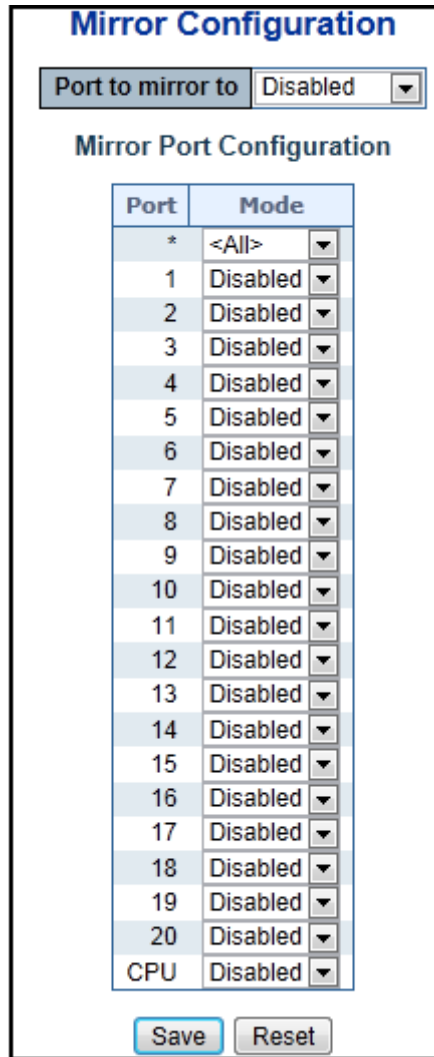 Mirror Configuration
Port to mirror to Disabled
Mirror Port Configuration
Port Mode
* <All>
1 Disabled
2 Disabled
3 Disabled
4 Disabled
5 Disabled
6 Disabled
7 Disabled
8 Disabled
9 Disabled
10 Disabled
11 Disabled
12 Disabled
13 Disabled
14 Disabled
15 Disabled
16 Disabled
17 Disabled
18 Disabled
19 Disabled
20 Disabled
CPU Disabled
Save Reset